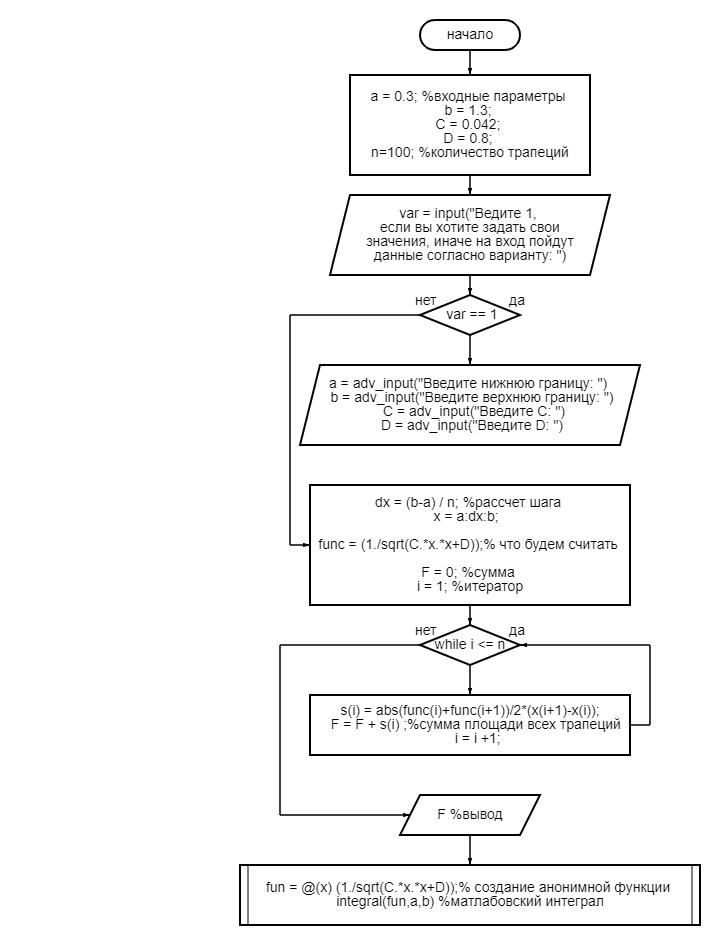 начало
a = 0.3; %входные параметры
b = 1.3;
C = 0.042;
D = 0.8;
n=100; %количество трапеций
var = input("Ведите 1,
если вы хотите задать свои
значения, иначе на вход пойдут
данные согласно варианту: ")
нет да
var == 1
a = adv_input("Введите нижнюю границу: ")
b = adv_input("Введите верхнюю границу: ")
C = adv_input("Введите C: ")
D = adv_input("Введите D: ")
dx = (b-a) / n; %рассчет шага
x = a:dx:b;
func = (1./sqrt(C.*x.*x+D));% что будем считать
F = 0; %сумма
i = 1; %итератор
нет да
while i <= n
s(i) = abs(func(i)+func(i+1))/2*(x(i+1)-x(i));
F = F + s(i) ;%сумма площади всех трапеций
i = i +1;
F %вывод
fun = @(x) (1./sqrt(C.*x.*x+D));% создание анонимной функции
integral(fun,a,b) %матлабовский интеграл